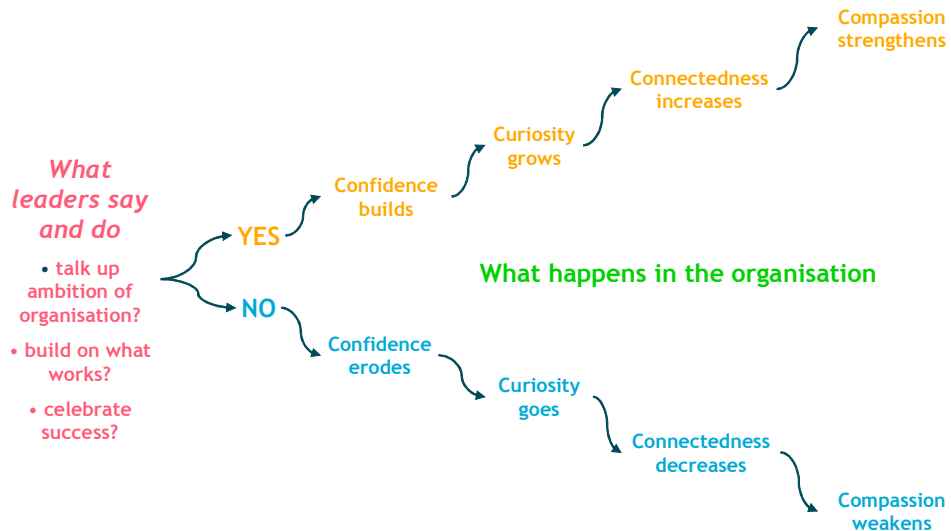 What
leaders say
and do
• talk up
ambition of
organisation?
• build on what
works?
• celebrate
success?
YES
Confidence
builds
Curiosity
grows
Connectedness
increases
Compassion
strengthens
What happens in the organisation
NO
Confidence
erodes
Curiosity
goes
Connectedness
decreases
Compassion
weakens